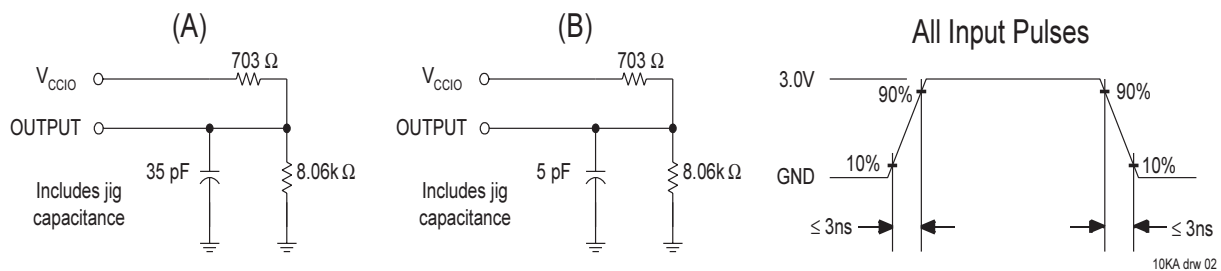 (A)
703 Ω
VCCIO
OUTPUT
35 pF
8.06k Ω
Includes jig
capacitance
(B)
703 Ω
VCCIO
OUTPUT
5 pF
8.06k Ω
Includes jig
capacitance
All Input Pulses
3.0V
90%
90%
10%
10%
GND
≤ 3ns
≤ 3ns
10KA drw 02